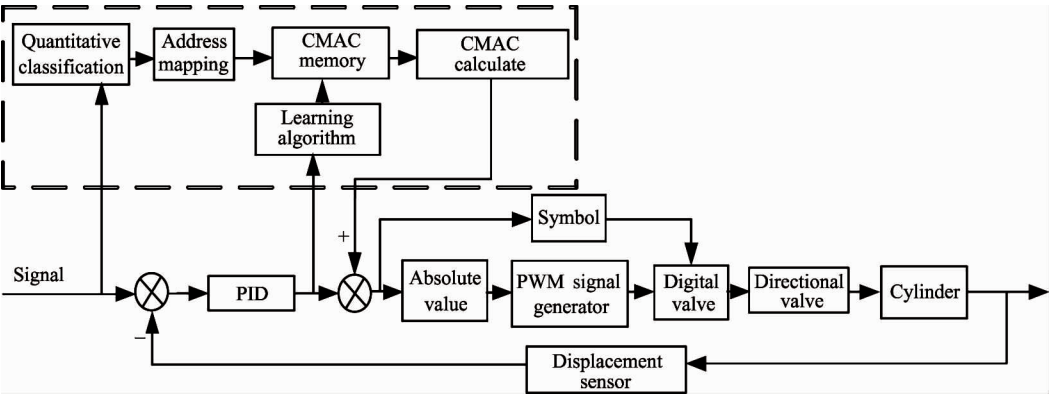 Quantitative
classification
Address
mapping
CMAC
memory
CMAC
calculate
Learning
algorithm
Symbol
+
Signal
PID
Absolute
value
PWM signal
generator
Digital
valve
Directional
valve
Cylinder
−
Displacement
sensor